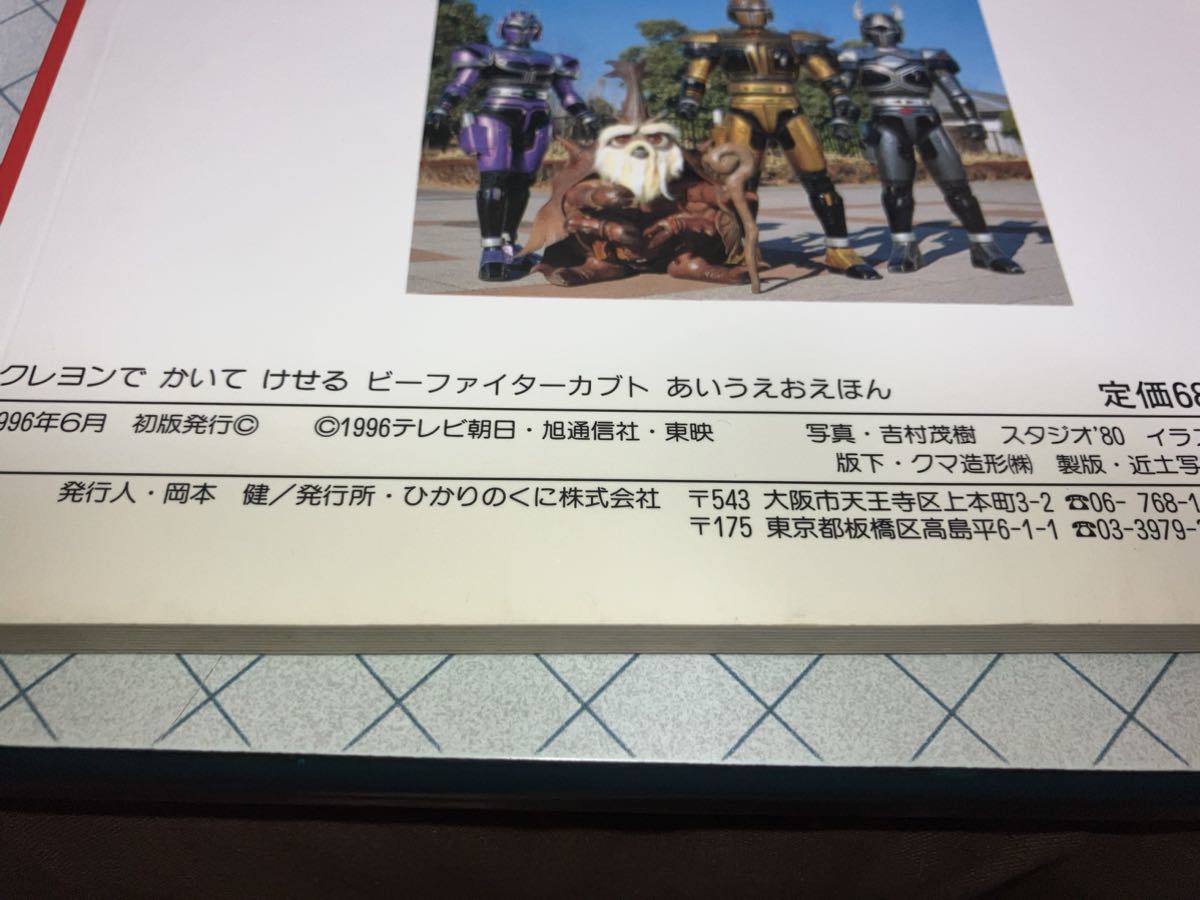 クレヨンで かいて けせる ビーファイターカブト あいうえおえほん 定価68
996年6月 初版発行© ©1996テレビ朝日・旭通信社・東映 写真・吉村茂樹 スタジオ'80 イラス
版下・クマ造形㈱ 製版・近土写
発行人・岡本 健／発行所・ひかりのくに株式会社 〒543 大阪市天王寺区上本町3-2 ☎06- 768-1
〒175 東京都板橋区高島平6-1-1 ☎03-3979-